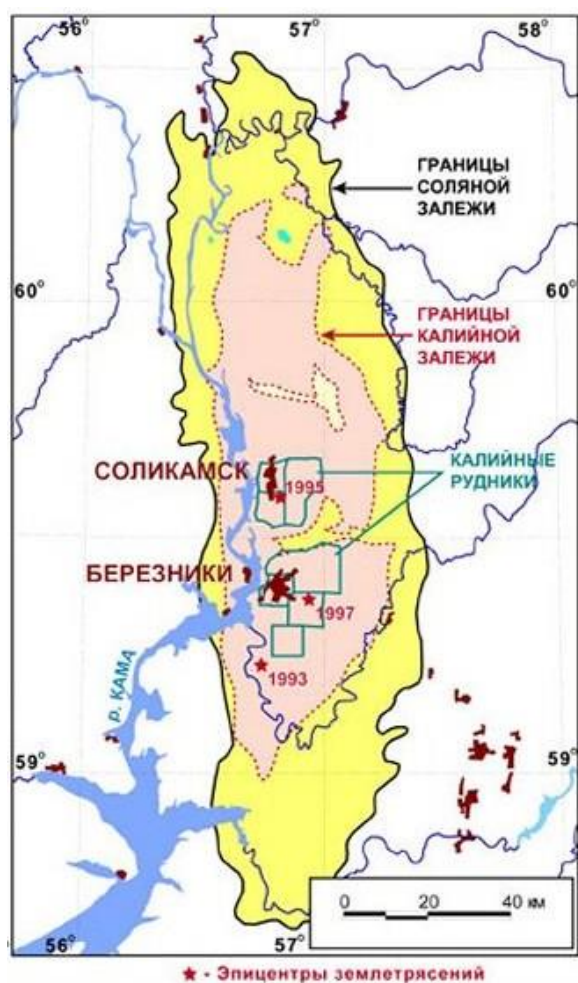 56° 57° 58°
ГРАНИЦЫ
СОЛЯНОЙ
ЗАЛЕЖИ
60° 60°
ГРАНИЦЫ
КАЛИЙНОЙ
ЗАЛЕЖИ
СОЛИКАМСК
1995
КАЛИЙНЫЕ
РУДНИКИ
БЕРЕЗНИКИ
1997
р. КАМА
1993
59° 59°
0 20 40 км
56° 57°
- Эпицентры землетрясений